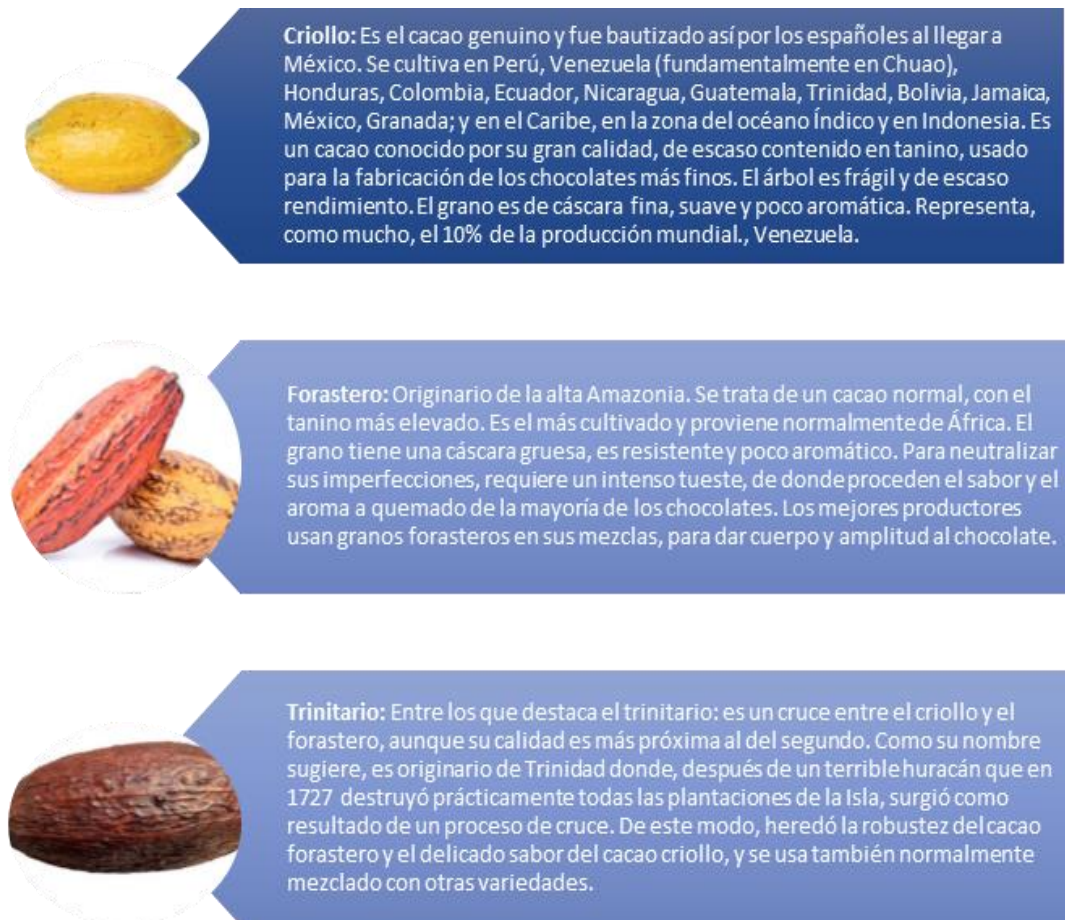 Criollo: Es el cacao genuino y fue bautizado así por los españoles al llegar a
México. Se cultiva en Perú, Venezuela (fundamentalmente en Chuao),
Honduras, Colombia, Ecuador, Nicaragua, Guatemala, Trinidad, Bolivia, Jamaica,
México, Granada; y en el Caribe, en la zona del océano Índico y en Indonesia. Es
un cacao conocido por su gran calidad, de escaso contenido en tanino, usado
para la fabricación de los chocolates más finos. El árbol es frágil y de escaso
rendimiento. El grano es de cáscara fina, suave y poco aromática. Representa,
como mucho, el 10% de la producción mundial., Venezuela.
Forastero: Originario de la alta Amazonia. Se trata de un cacao normal, con el
tanino más elevado. Es el más cultivado y proviene normalmente de África. El
grano tiene una cáscara gruesa, es resistente y poco aromático. Para neutralizar
sus imperfecciones, requiere un intenso tueste, de donde proceden el sabor y el
aroma a quemado de la mayoría de los chocolates. Los mejores productores
usan granos forasteros en sus mezclas, para dar cuerpo y amplitud al chocolate.
Trinitario: Entre los que destaca el trinitario: es un cruce entre el criollo y el
forastero, aunque su calidad es más próxima al del segundo. Como su nombre
sugiere, es originario de Trinidad donde, después de un terrible huracán que en
1727 destruyó prácticamente todas las plantaciones de la Isla, surgió como
resultado de un proceso de cruce. De este modo, heredó la robustez del cacao
forastero y el delicado sabor del cacao criollo, y se usa también normalmente
mezclado con otras variedades.